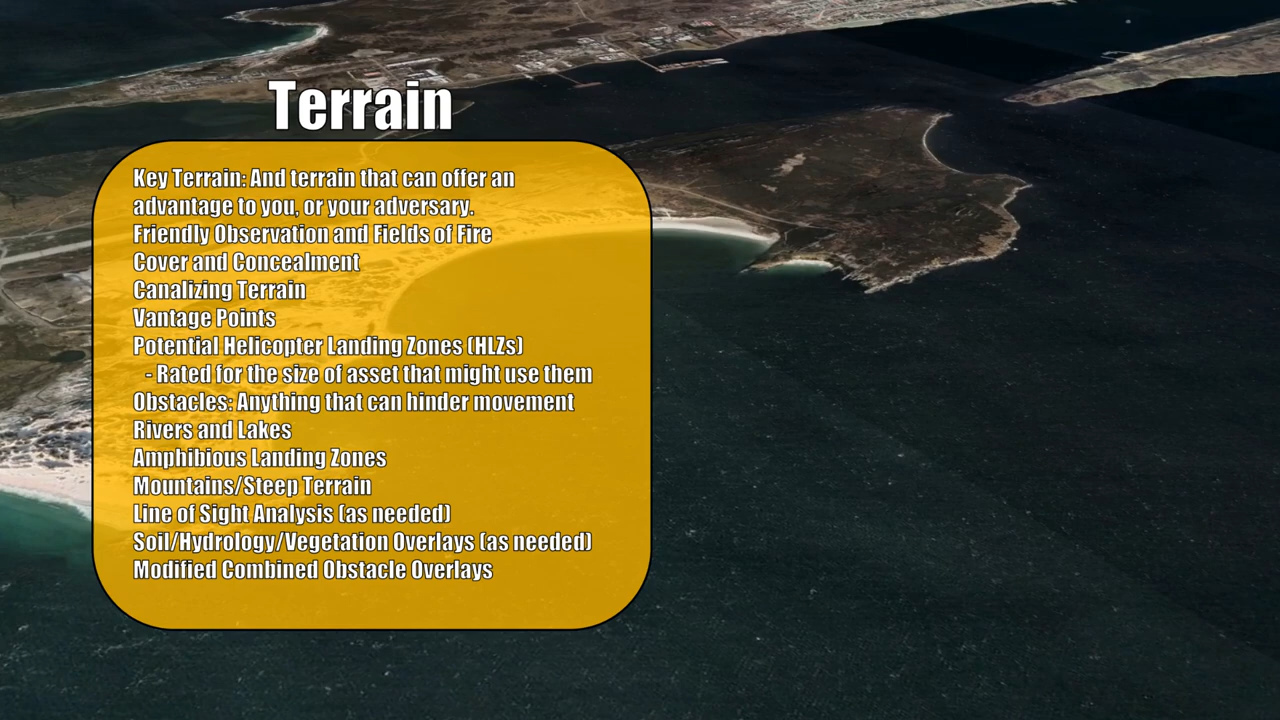 Terrain
Key Terrain: And terrain that can offer an
advantage to you, or your adversary.
Friendly Observation and Fields of Fire
Cover and Concealment
Canalizing Terrain
Vantage Points
Potential Helicopter Landing Zones (HLZs)
- Rated for the size of asset that might use them
Obstacles: Anything that can hinder movement
Rivers and Lakes
Amphibious Landing Zones
Mountains/Steep Terrain
Line of Sight Analysis (as needed)
Soil/Hydrology/Vegetation Overlays (as needed)
Modified Combined Obstacle Overlays